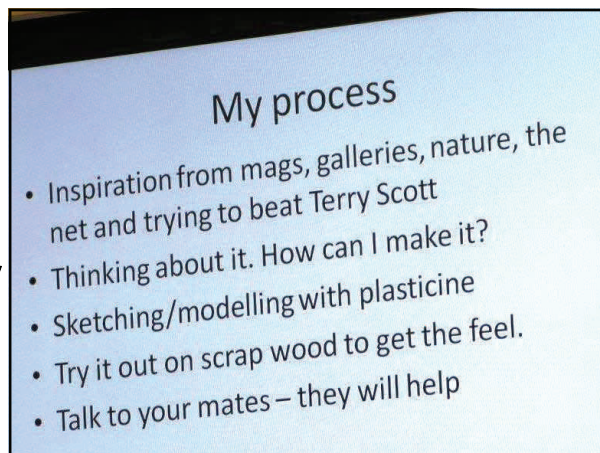 My process
• Inspiration from mags, galleries, nature, the
net and trying to beat Terry Scott
• Thinking about it. How can I make it?
• Sketching/modelling with plasticine
• Try it out on scrap wood to get the feel.
• Talk to your mates – they will help